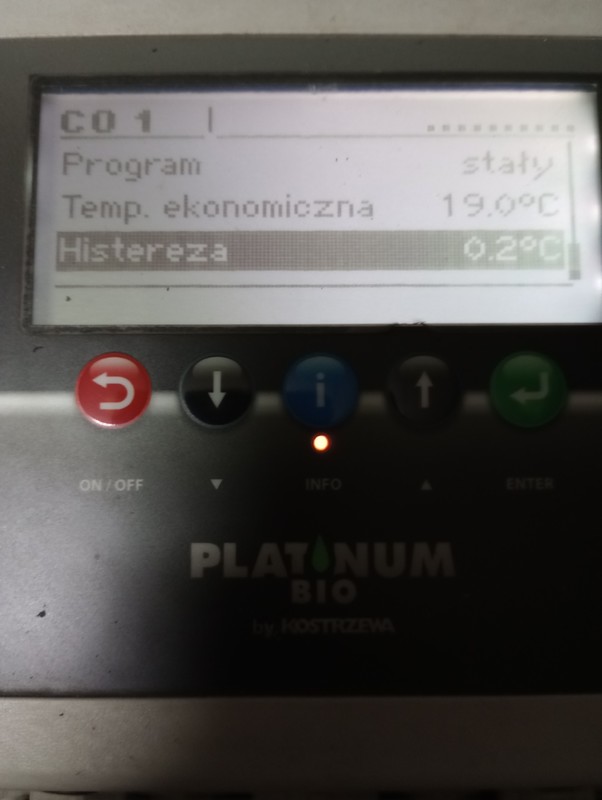 CO 1
Program stały
Temp. ekonomiczna 19.0°C
Histereza 0.2°C
i
ON / OFF ▼ INFO ▲ ENTER
PLATINUM
BIO
by KOSTRZEWA